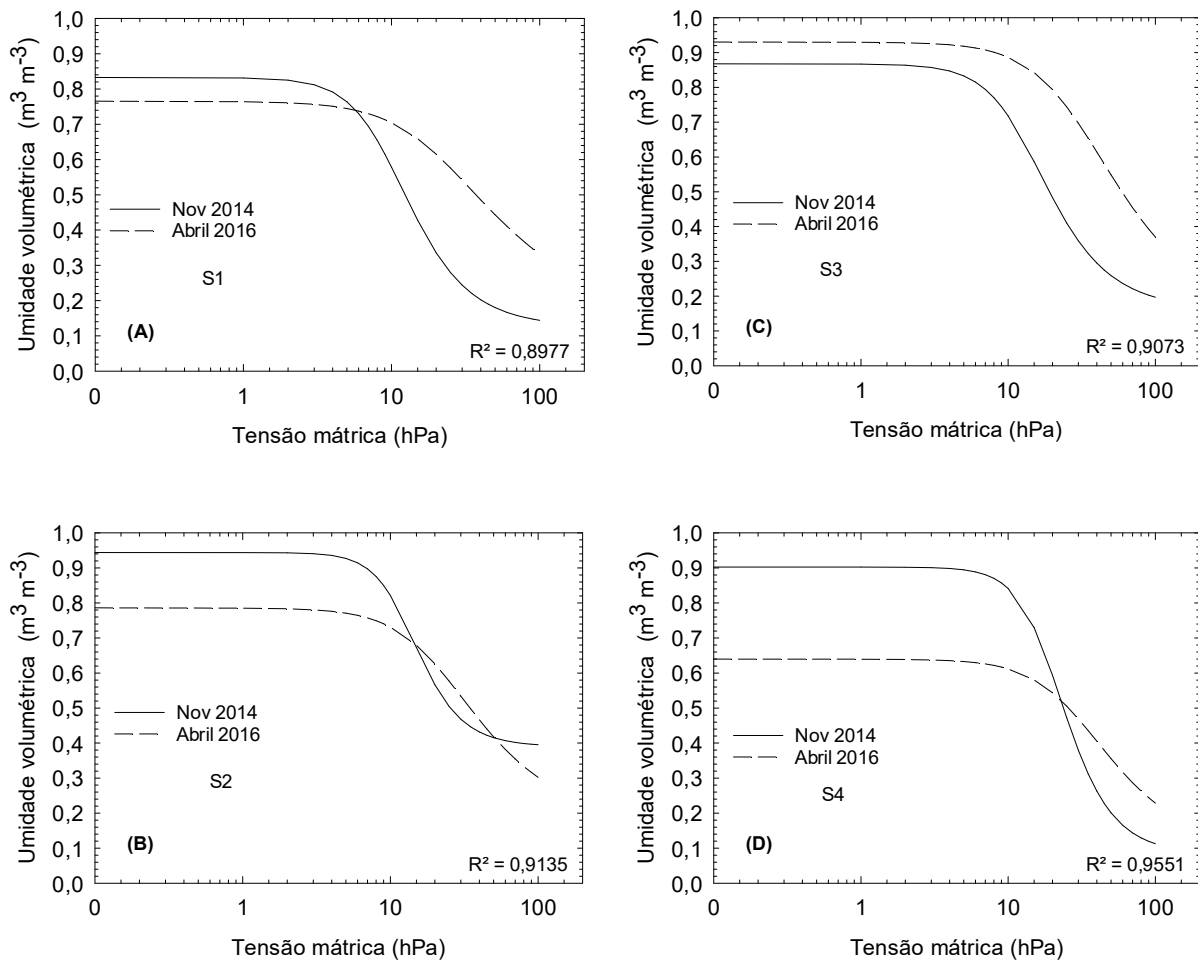 1,0
0,9
0,8
0,7
0,6
0,5
0,4
0,3
0,2
0,1
0,0
Umidade volumétrica (m³ m⁻³)
Nov 2014
Abril 2016
S1
(A)
R² = 0,8977
0 1 10 100
Tensão mátrica (hPa)
1,0
0,9
0,8
0,7
0,6
0,5
0,4
0,3
0,2
0,1
0,0
Umidade volumétrica (m³ m⁻³)
Nov 2014
Abril 2016
S3
(C)
R² = 0,9073
0 1 10 100
Tensão mátrica (hPa)
1,0
0,9
0,8
0,7
0,6
0,5
0,4
0,3
0,2
0,1
0,0
Umidade volumétrica (m³ m⁻³)
Nov 2014
Abril 2016
S2
(B)
R² = 0,9135
0 1 10 100
Tensão mátrica (hPa)
1,0
0,9
0,8
0,7
0,6
0,5
0,4
0,3
0,2
0,1
0,0
Umidade volumétrica (m³ m⁻³)
Nov 2014
Abril 2016
S4
(D)
R² = 0,9551
0 1 10 100
Tensão mátrica (hPa)